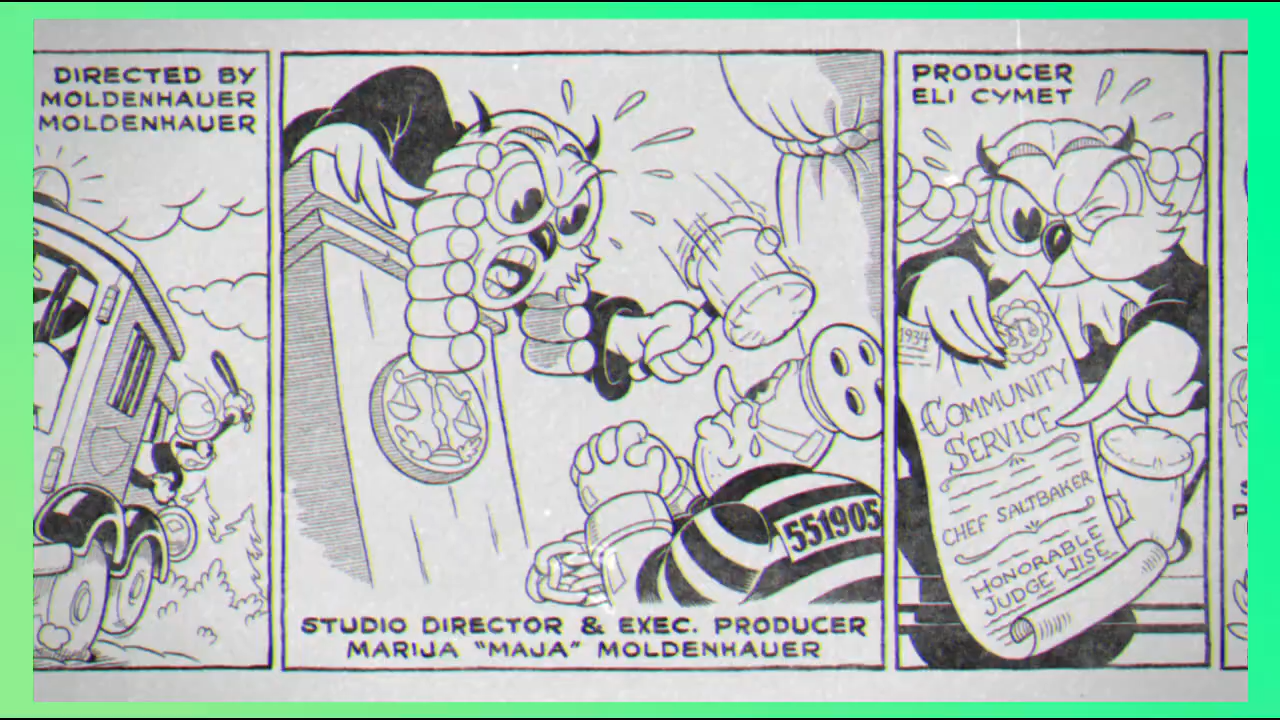 DIRECTED BY
MOLDENHAUER
MOLDENHAUER
551905
STUDIO DIRECTOR & EXEC. PRODUCER
MARIJA "MAJA" MOLDENHAUER
PRODUCER
ELI CYMET
1934
COMMUNITY
SERVICE
CHEF SALTBAKER
HONORABLE
JUDGE WISE